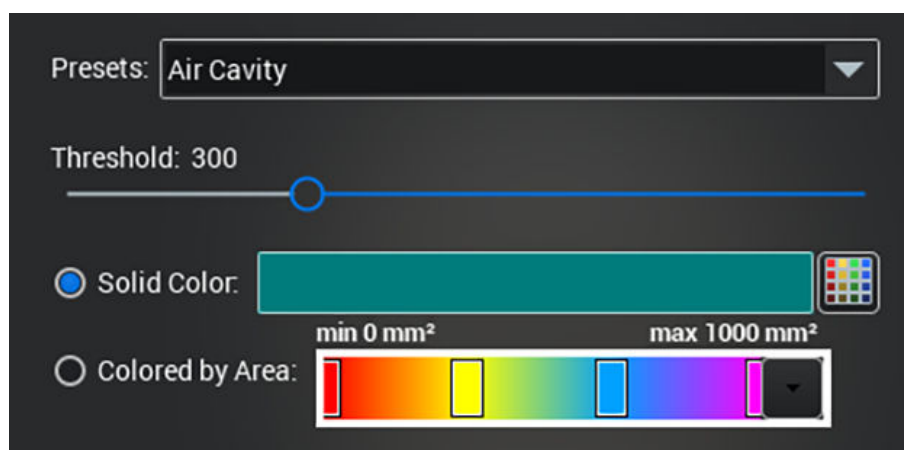 Presets: Air Cavity
Threshold: 300
Solid Color:
min 0 mm² max 1000 mm²
Colored by Area: